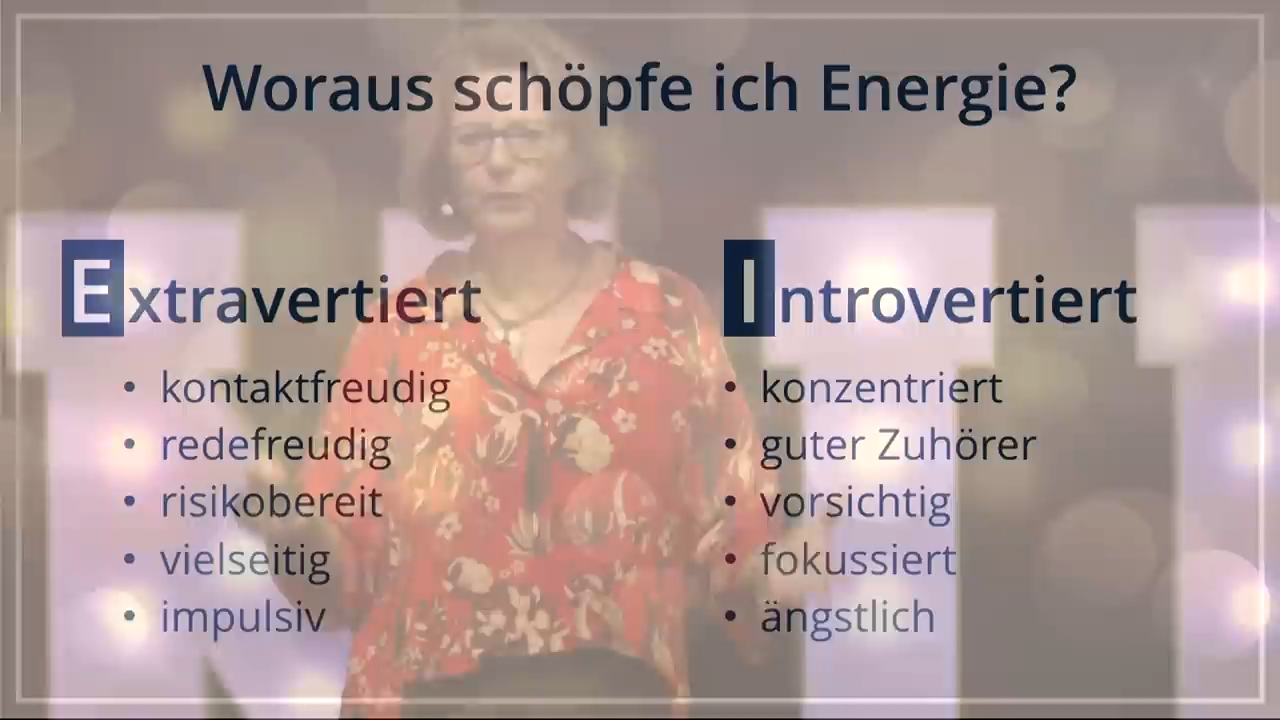 Woraus schöpfe ich Energie?
Extravertiert
kontaktfreudig
redefreudig
risikobereit
vielseitig
impulsiv
Introvertiert
konzentriert
guter Zuhörer
vorsichtig
fokussiert
ängstlich